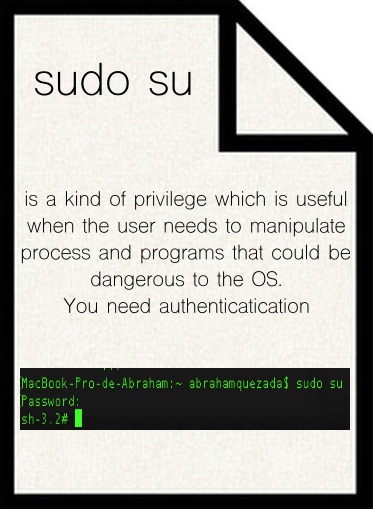 sudo su
is a kind of privilege which is useful
when the user needs to manipulate
process and programs that could be
dangerous to the OS.
You need authenticatication
MacBook-Pro-de-Abraham:~ abrahamquezada$ sudo su
Password:
sh-3.2#